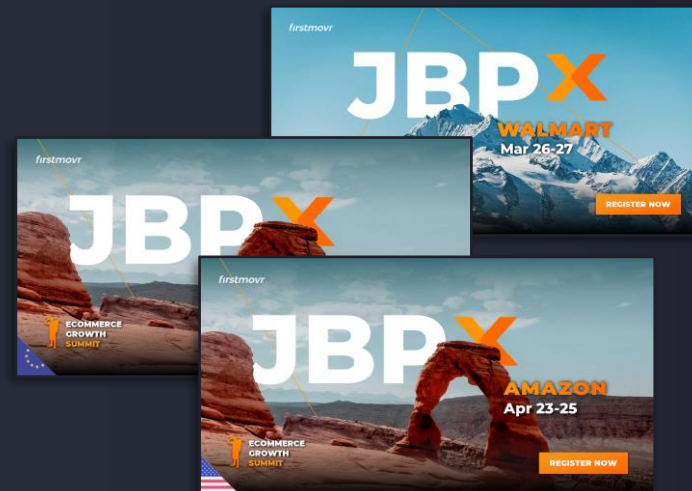 firstmovr
JBPX
WALMART
Mar 26-27
REGISTER NOW
firstmovr
JBPX
ECOMMERCE
GROWTH
SUMMIT
firstmovr
JBPX
AMAZON
Apr 23-25
ECOMMERCE
GROWTH
SUMMIT
REGISTER NOW